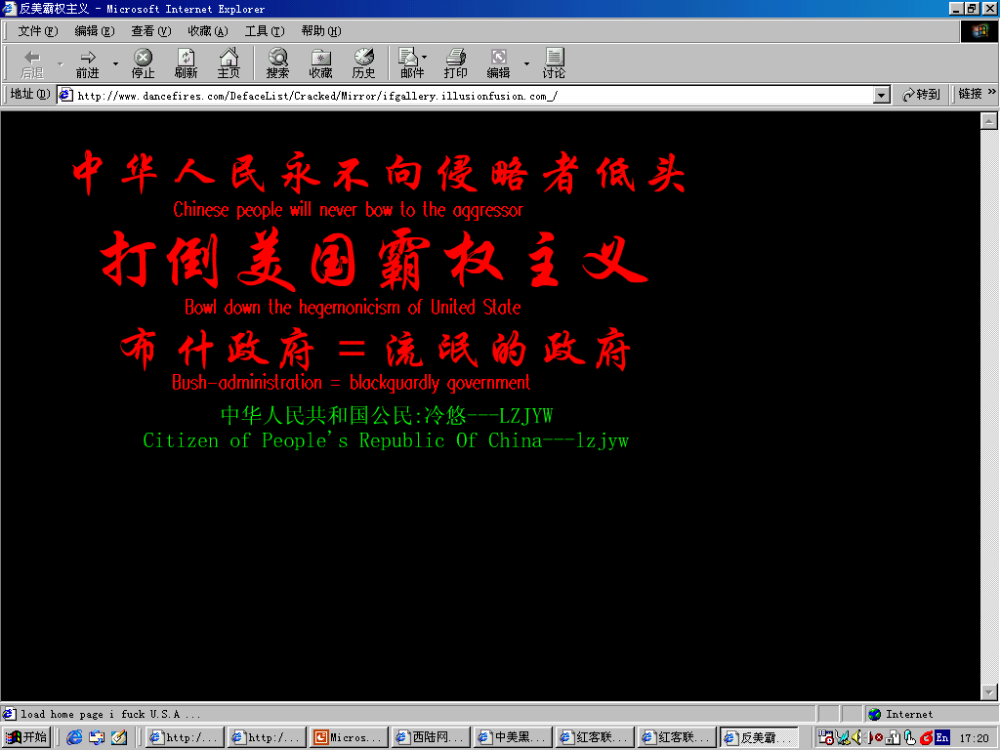 反美霸权主义 - Microsoft Internet Explorer
文件(F) 编辑(E) 查看(V) 收藏(A) 工具(T) 帮助(H)
后退 前进 停止 刷新 主页 搜索 收藏 历史 邮件 打印 编辑 讨论
地址(D) http://www.dancefires.com/DefaceList/Cracked/Mirror/ifgallery.illusionfusion.com_/ 转到 链接 »
中华人民永不向侵略者低头
Chinese people will never bow to the aggressor
打倒美国霸权主义
Bowl down the hegemonicism of United State
布什政府=流氓的政府
Bush-administration = blackguardly government
中华人民共和国公民:冷悠---LZJYW
Citizen of People's Republic Of China---lzjyw
load home page i fuck U.S.A ... Internet
开始 http:/... http:/... Micros... 西陆网... 中美黑... 红客联... 红客联... 反美霸... En 17:20